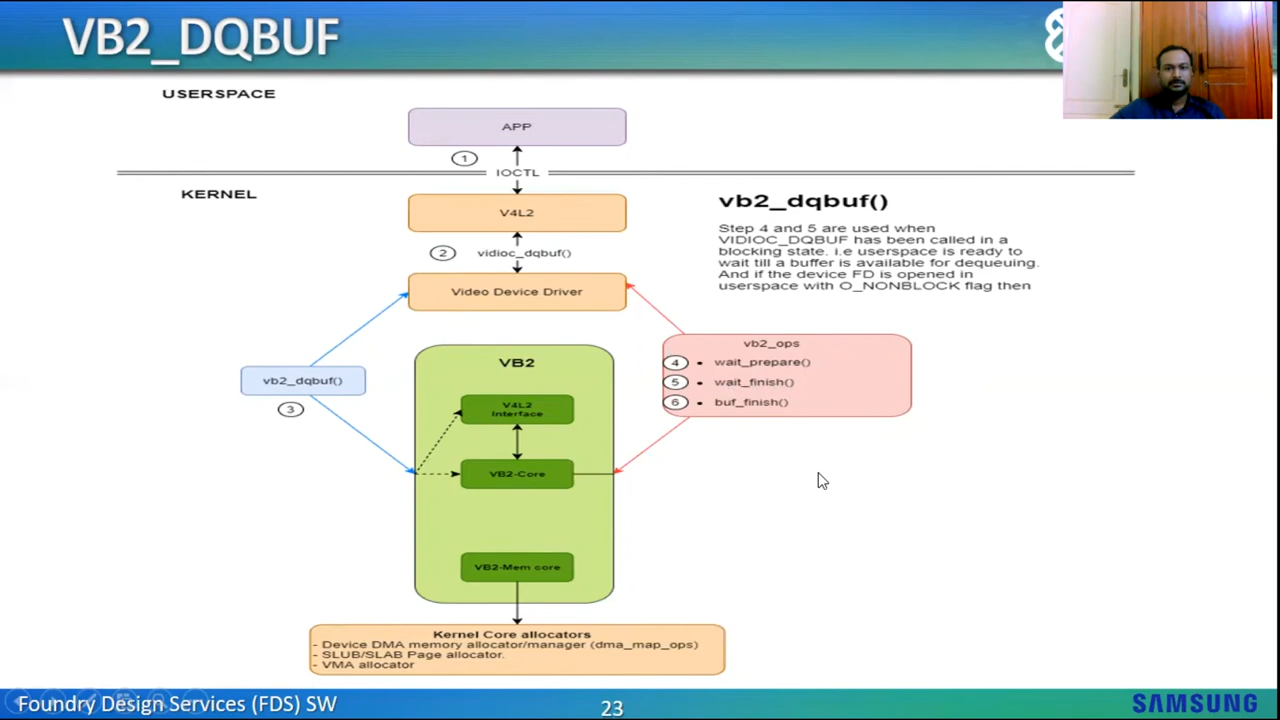 VB2_DQBUF
USERSPACE
APP
1
IOCTL
KERNEL
V4L2
2 vidioc_dqbuf()
Video Device Driver
vb2_dqbuf()
Step 4 and 5 are used when
VIDIOC_DQBUF has been called in a
blocking state. i.e userspace is ready to
wait till a buffer is available for dequeuing.
And if the device FD is opened in
userspace with O_NONBLOCK flag then
vb2_dqbuf()
3
VB2
V4L2
Interface
VB2-Core
VB2-Mem core
vb2_ops
4 • wait_prepare()
5 • wait_finish()
6 • buf_finish()
Kernel Core allocators
- Device DMA memory allocator/manager (dma_map_ops)
- SLUB/SLAB Page allocator.
- VMA allocator
Foundry Design Services (FDS) SW
23
SAMSUNG